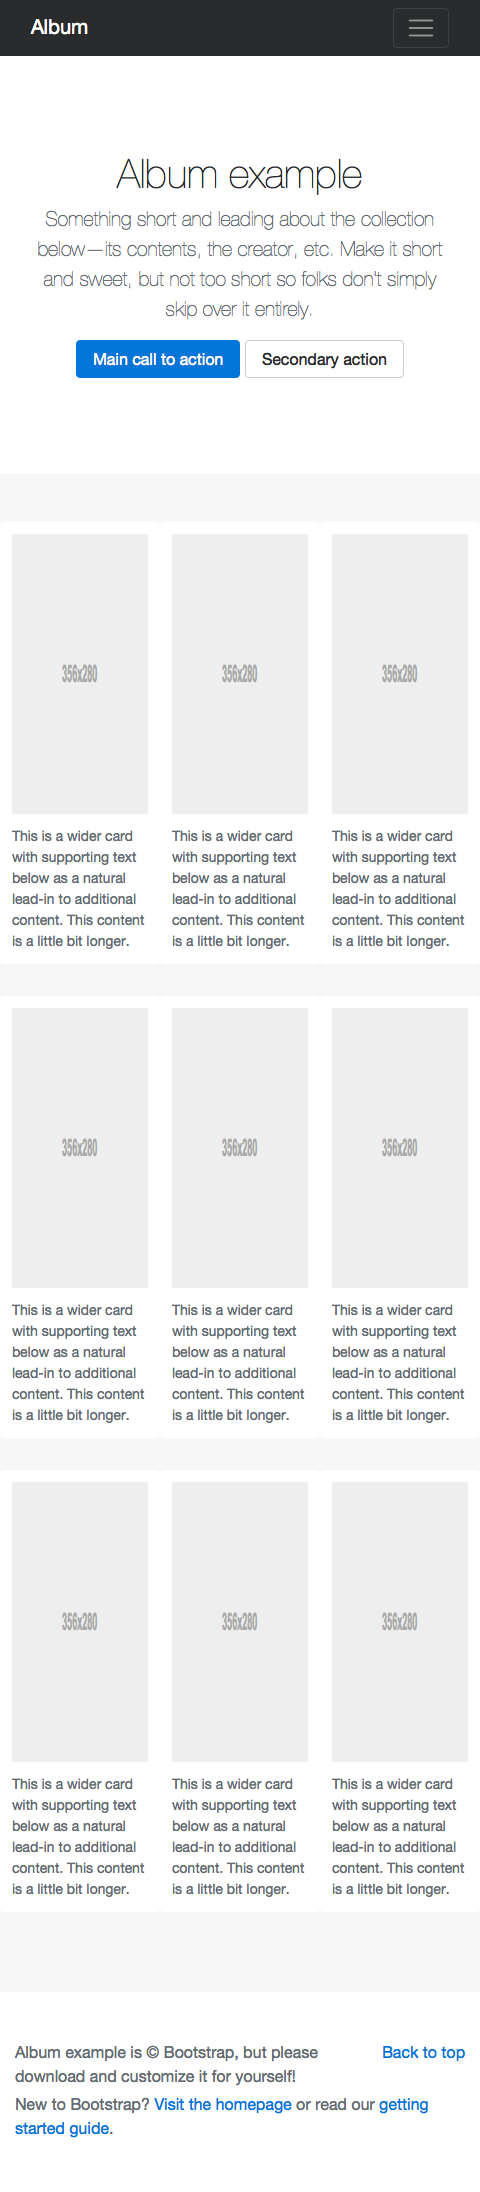 Album
Album example
Something short and leading about the collection
below—its contents, the creator, etc. Make it short
and sweet, but not too short so folks don't simply
skip over it entirely.
Main call to action
Secondary action
356x280
356x280
356x280
This is a wider card
with supporting text
below as a natural
lead-in to additional
content. This content
is a little bit longer.
This is a wider card
with supporting text
below as a natural
lead-in to additional
content. This content
is a little bit longer.
This is a wider card
with supporting text
below as a natural
lead-in to additional
content. This content
is a little bit longer.
356x280
356x280
356x280
This is a wider card
with supporting text
below as a natural
lead-in to additional
content. This content
is a little bit longer.
This is a wider card
with supporting text
below as a natural
lead-in to additional
content. This content
is a little bit longer.
This is a wider card
with supporting text
below as a natural
lead-in to additional
content. This content
is a little bit longer.
356x280
356x280
356x280
This is a wider card
with supporting text
below as a natural
lead-in to additional
content. This content
is a little bit longer.
This is a wider card
with supporting text
below as a natural
lead-in to additional
content. This content
is a little bit longer.
This is a wider card
with supporting text
below as a natural
lead-in to additional
content. This content
is a little bit longer.
Album example is © Bootstrap, but please
download and customize it for yourself!
Back to top
New to Bootstrap? Visit the homepage or read our getting
started guide.